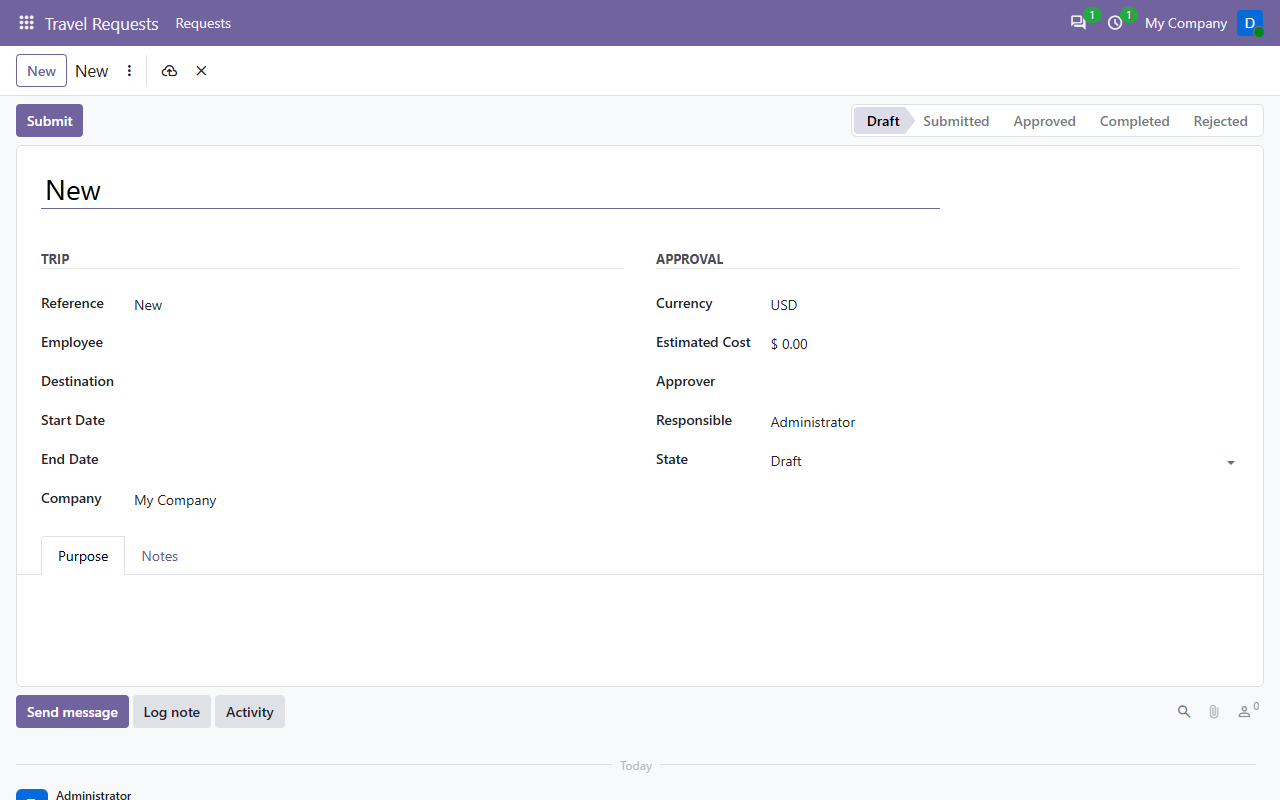 Travel Requests Requests 1 1 My Company D
New New
Submit Draft Submitted Approved Completed Rejected
New
TRIP
Reference New
Employee
Destination
Start Date
End Date
Company My Company
APPROVAL
Currency USD
Estimated Cost $ 0.00
Approver
Responsible Administrator
State Draft
Purpose Notes
Send message Log note Activity 0
Today
Administrator